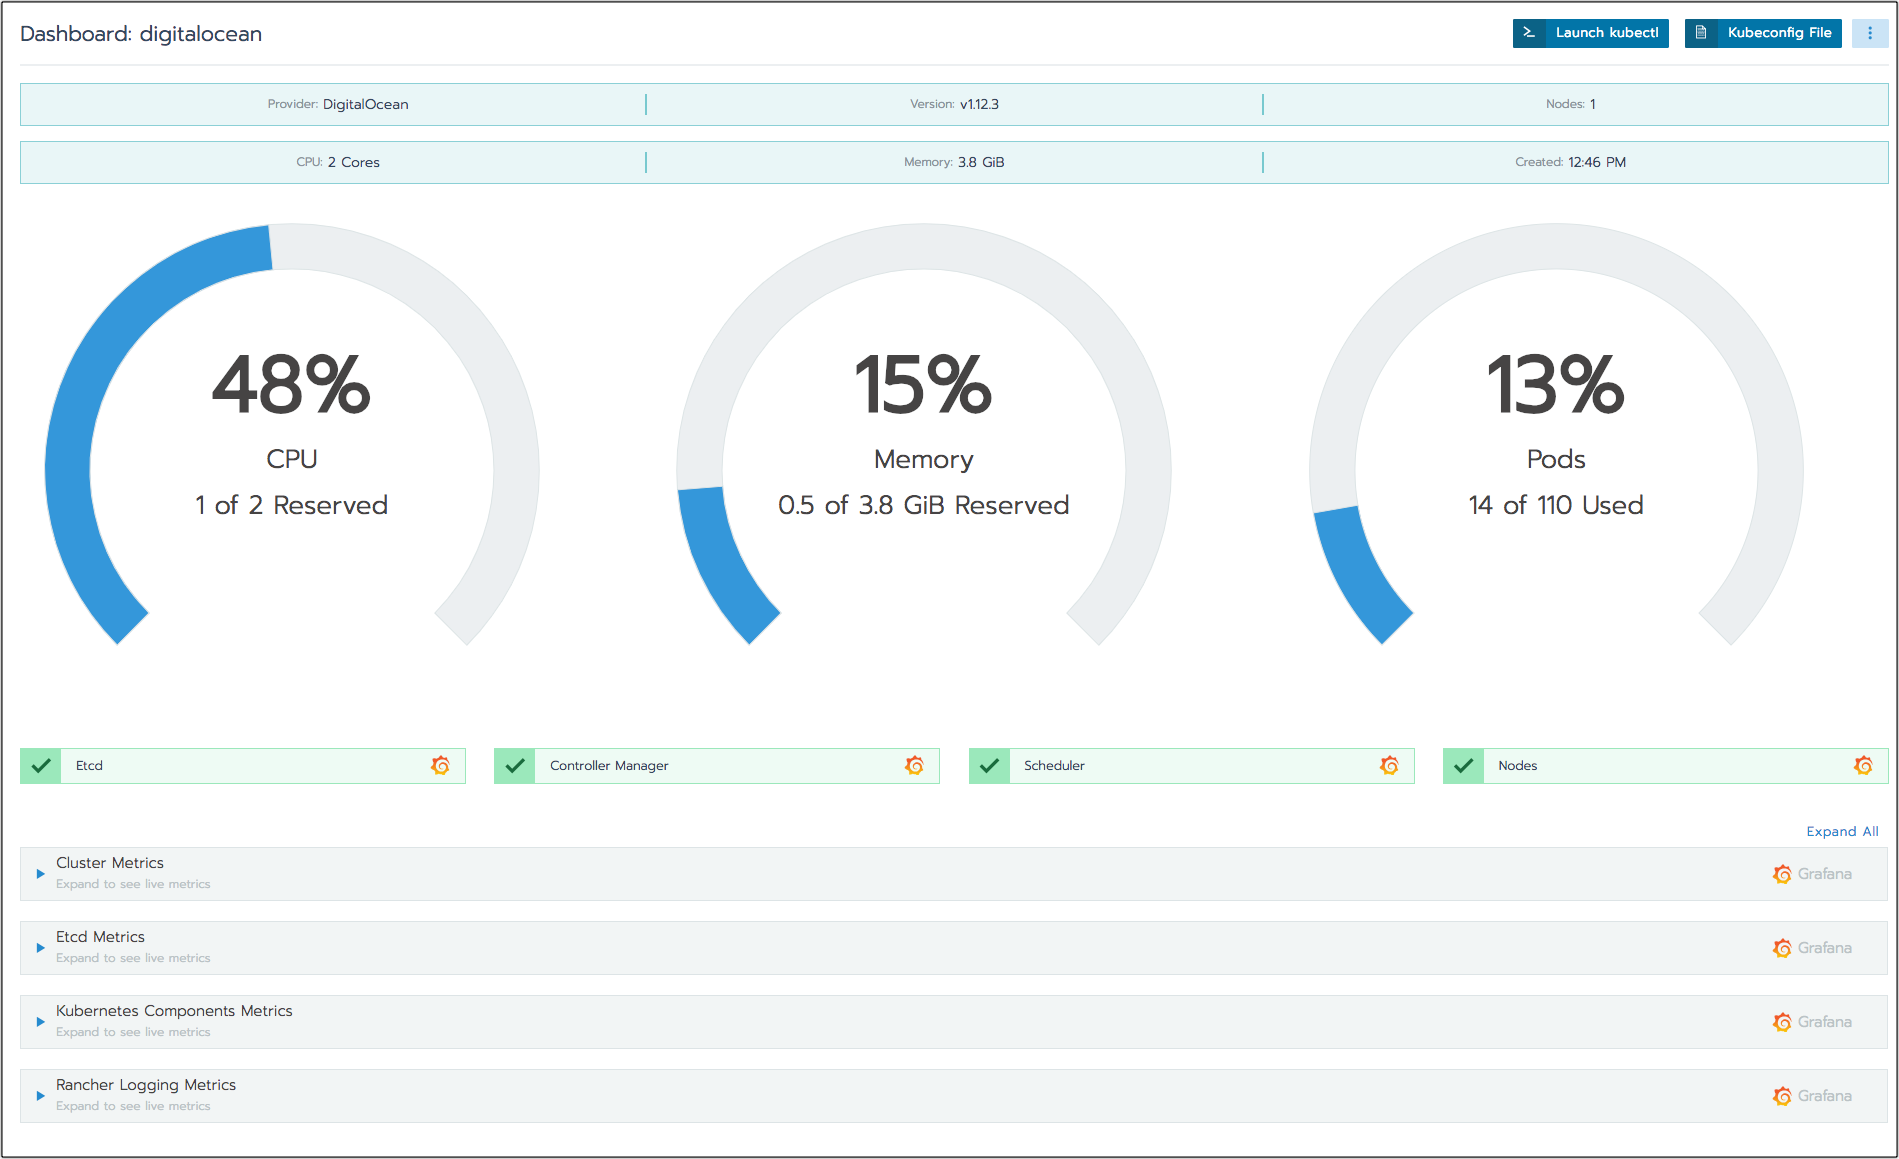 Dashboard: digitalocean
Launch kubectl
Kubeconfig File
Provider: DigitalOcean
Version: v1.12.3
Nodes: 1
CPU: 2 Cores
Memory: 3.8 GiB
Created: 12:46 PM
48%
CPU
1 of 2 Reserved
15%
Memory
0.5 of 3.8 GiB Reserved
13%
Pods
14 of 110 Used
Etcd
Controller Manager
Scheduler
Nodes
Expand All
Cluster Metrics
Expand to see live metrics
Grafana
Etcd Metrics
Expand to see live metrics
Grafana
Kubernetes Components Metrics
Expand to see live metrics
Grafana
Rancher Logging Metrics
Expand to see live metrics
Grafana